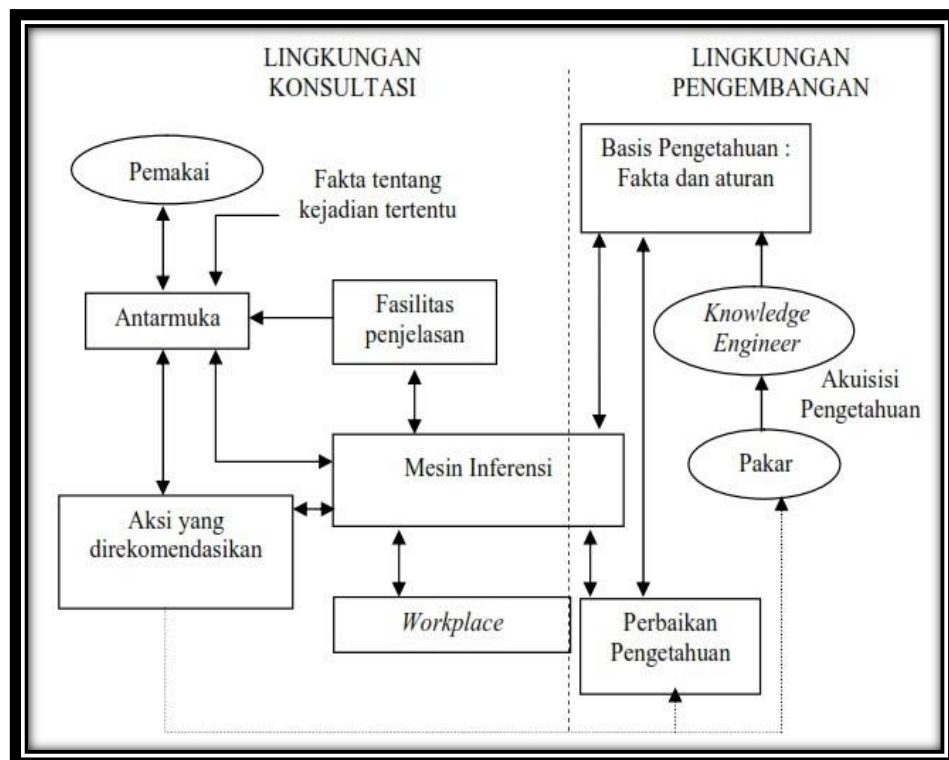 LINGKUNGAN
KONSULTASI
LINGKUNGAN
PENGEMBANGAN
Pemakai
Fakta tentang
kejadian tertentu
Basis Pengetahuan :
Fakta dan aturan
Antarmuka
Fasilitas
penjelasan
Knowledge
Engineer
Akuisisi
Pengetahuan
Mesin Inferensi
Pakar
Aksi yang
direkomendasikan
Workplace
Perbaikan
Pengetahuan